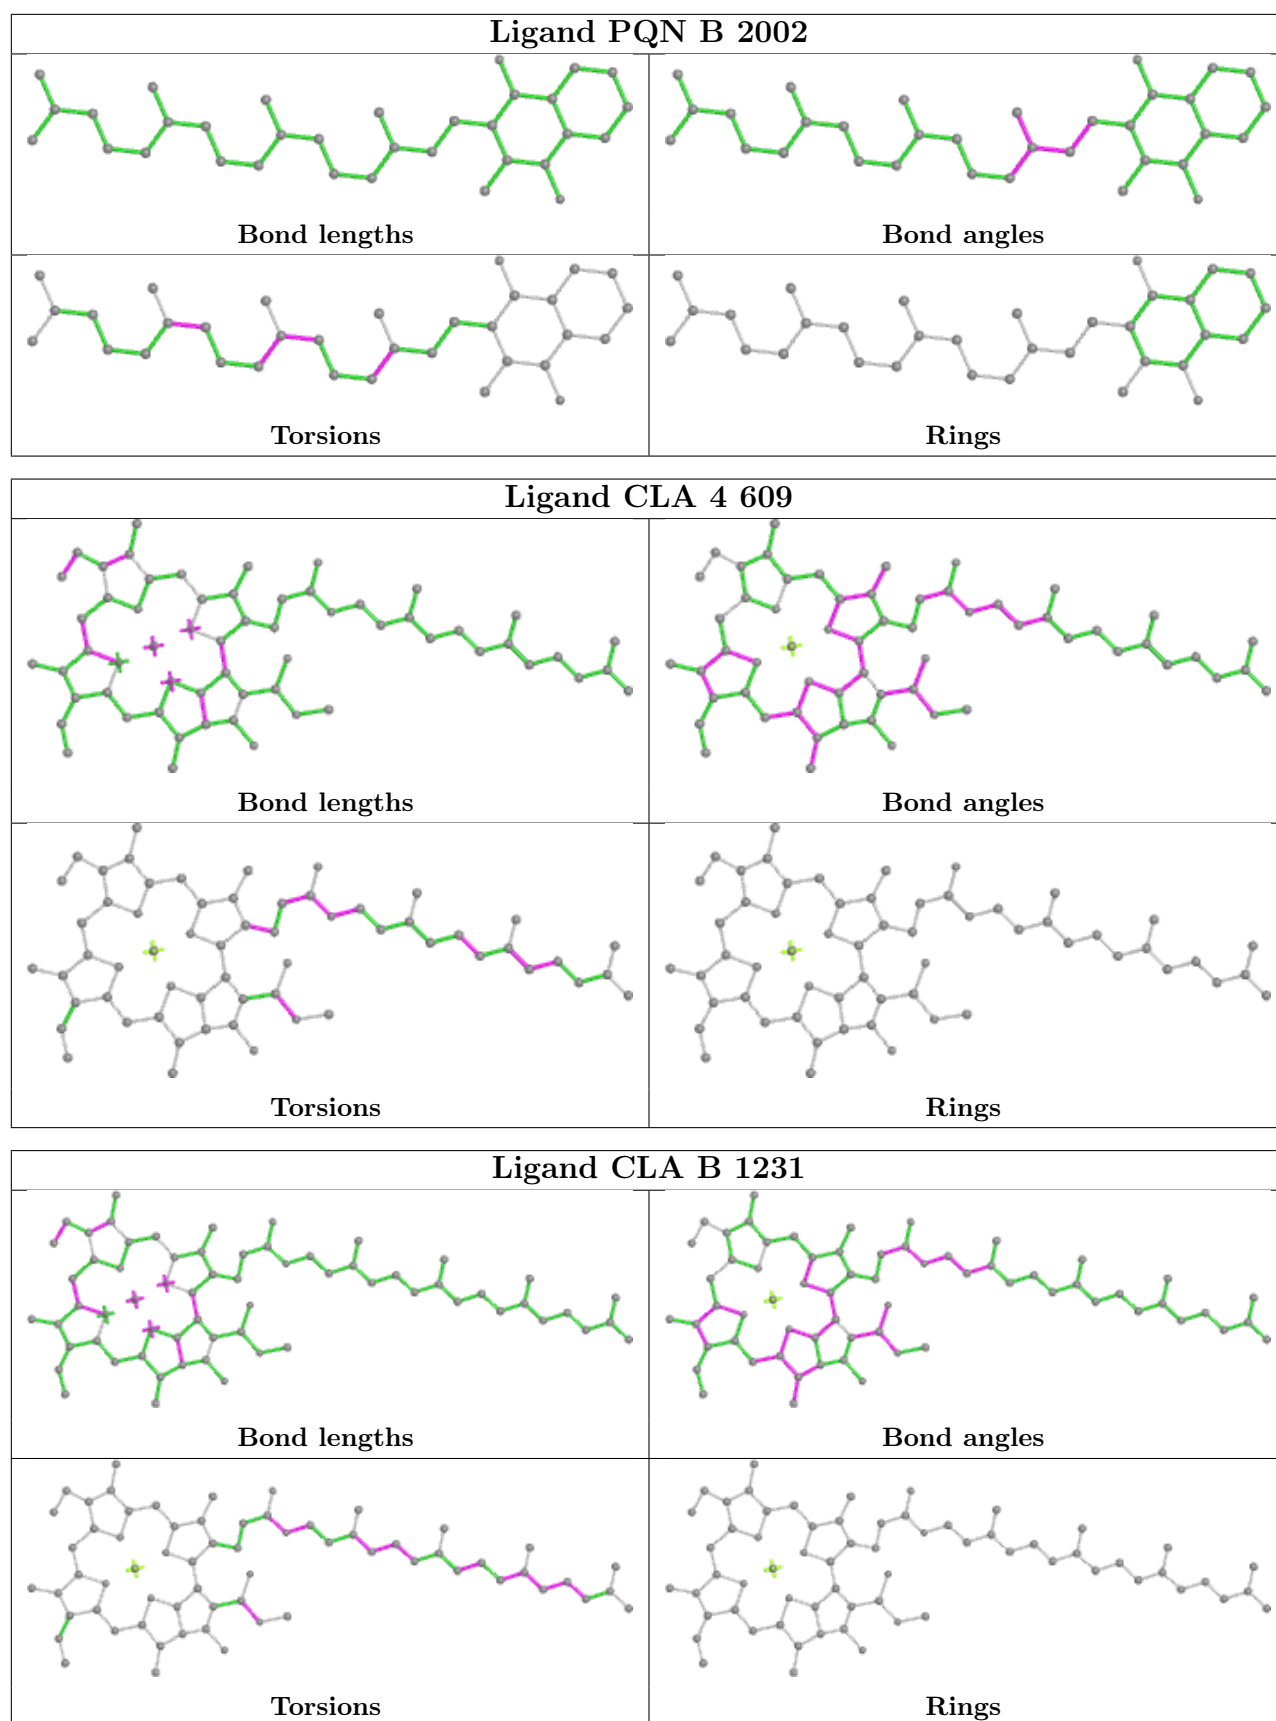 Ligand PQN B 2002
Bond lengths
Bond angles
Torsions
Rings
Ligand CLA 4 609
Bond lengths
Bond angles
Torsions
Rings
Ligand CLA B 1231
Bond lengths
Bond angles
Torsions
Rings